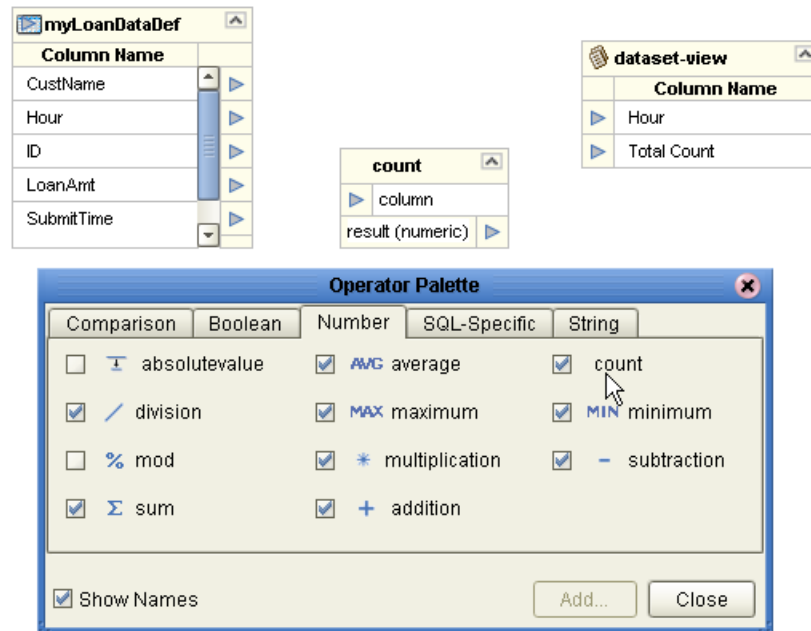 myLoanDataDef
Column Name
CustName
Hour
ID
LoanAmt
SubmitTime
dataset-view
Column Name
Hour
Total Count
count
column
result (numeric)
Operator Palette
Comparison Boolean Number SQL-Specific String
absolutevalue AVG average count
division MAX maximum MIN minimum
% mod * multiplication - subtraction
Σ sum + addition
Show Names Add... Close